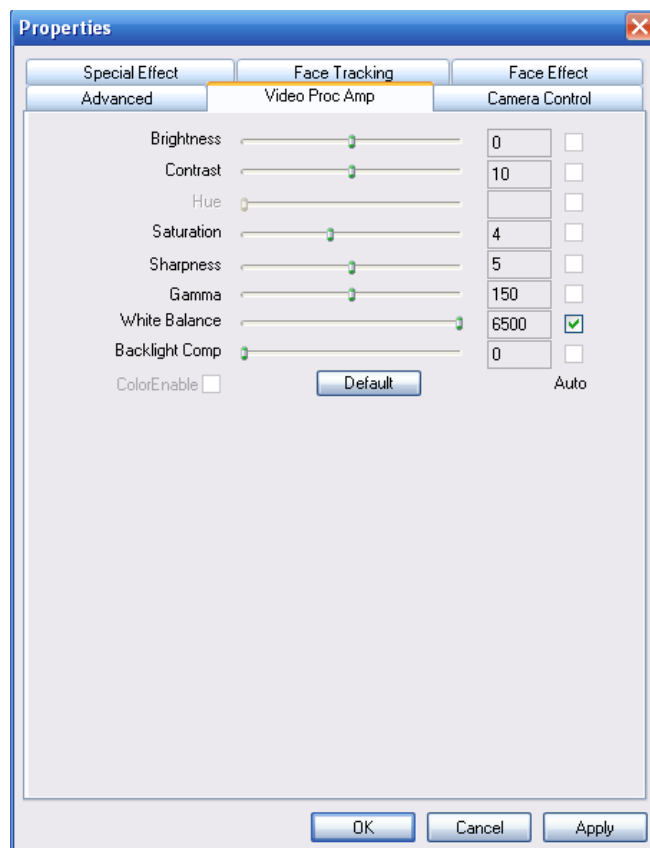 Properties
Special Effect Face Tracking Face Effect
Advanced Video Proc Amp Camera Control
Brightness 0
Contrast 10
Hue
Saturation 4
Sharpness 5
Gamma 150
White Balance 6500
Backlight Comp 0
ColorEnable Default Auto
OK Cancel Apply